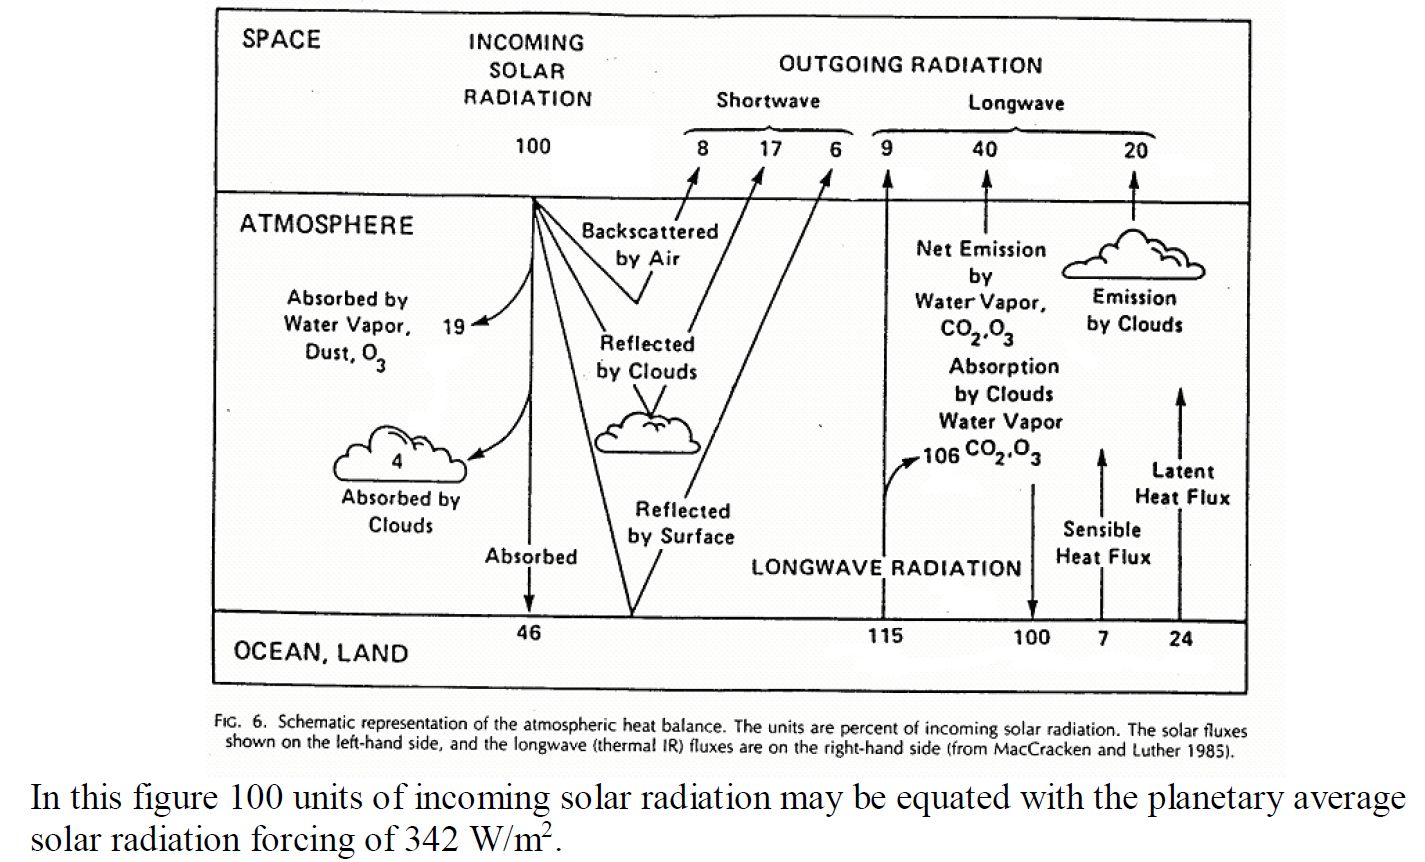 SPACE
INCOMING
SOLAR
RADIATION
100
OUTGOING RADIATION
Shortwave
Longwave
8 17 6 9 40 20
ATMOSPHERE
Absorbed by
Water Vapor,
Dust, O3
19
4
Absorbed by
Clouds
Absorbed
Backscattered
by Air
Reflected
by Clouds
Reflected
by Surface
Net Emission
by
Water Vapor,
CO2,O3
Absorption
by Clouds
Water Vapor
106 CO2,O3
Emission
by Clouds
Latent
Heat Flux
Sensible
Heat Flux
LONGWAVE RADIATION
46 115 100 7 24
OCEAN, LAND
FIG. 6. Schematic representation of the atmospheric heat balance. The units are percent of incoming solar radiation. The solar fluxes
shown on the left-hand side, and the longwave (thermal IR) fluxes are on the right-hand side (from MacCracken and Luther 1985).
In this figure 100 units of incoming solar radiation may be equated with the planetary average
solar radiation forcing of 342 W/m2.